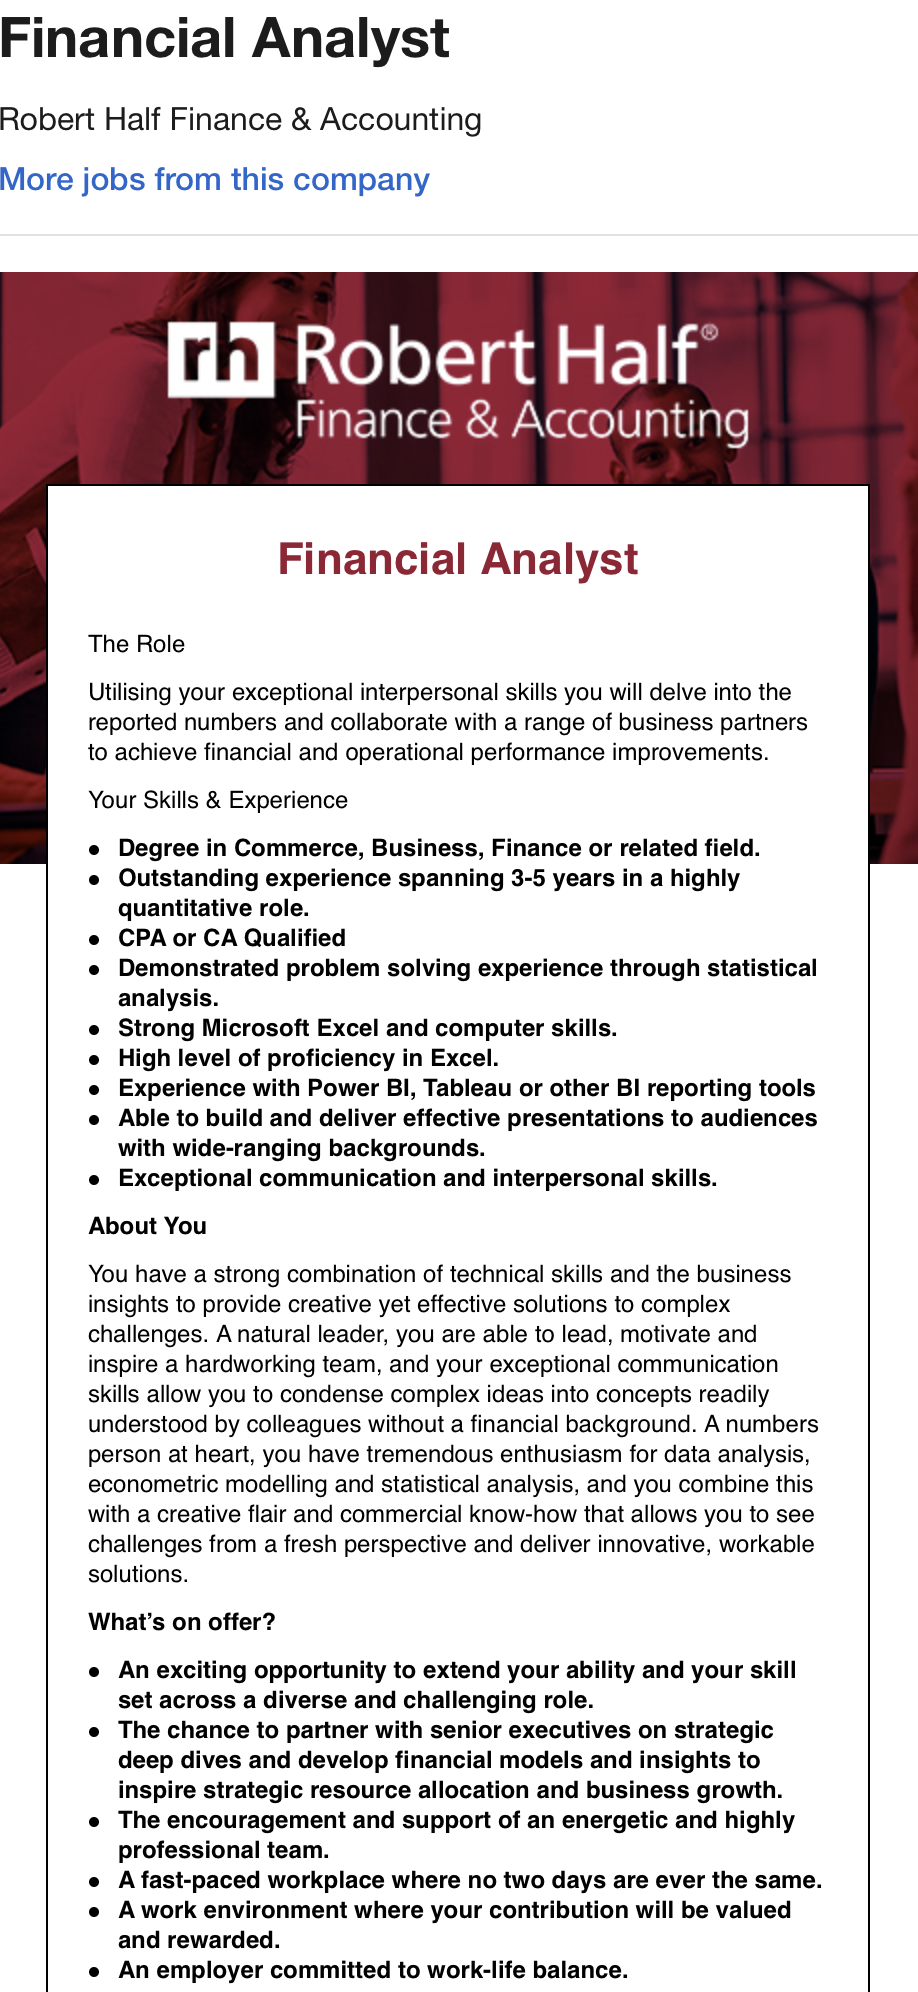 Financial Analyst
Robert Half Finance & Accounting
More jobs from this company
rh Robert Half®
Finance & Accounting
Financial Analyst
The Role
Utilising your exceptional interpersonal skills you will delve into the
reported numbers and collaborate with a range of business partners
to achieve financial and operational performance improvements.
Your Skills & Experience
● Degree in Commerce, Business, Finance or related field.
● Outstanding experience spanning 3-5 years in a highly
quantitative role.
● CPA or CA Qualified
● Demonstrated problem solving experience through statistical
analysis.
● Strong Microsoft Excel and computer skills.
● High level of proficiency in Excel.
● Experience with Power BI, Tableau or other BI reporting tools
● Able to build and deliver effective presentations to audiences
with wide-ranging backgrounds.
● Exceptional communication and interpersonal skills.
About You
You have a strong combination of technical skills and the business
insights to provide creative yet effective solutions to complex
challenges. A natural leader, you are able to lead, motivate and
inspire a hardworking team, and your exceptional communication
skills allow you to condense complex ideas into concepts readily
understood by colleagues without a financial background. A numbers
person at heart, you have tremendous enthusiasm for data analysis,
econometric modelling and statistical analysis, and you combine this
with a creative flair and commercial know-how that allows you to see
challenges from a fresh perspective and deliver innovative, workable
solutions.
What’s on offer?
● An exciting opportunity to extend your ability and your skill
set across a diverse and challenging role.
● The chance to partner with senior executives on strategic
deep dives and develop financial models and insights to
inspire strategic resource allocation and business growth.
● The encouragement and support of an energetic and highly
professional team.
● A fast-paced workplace where no two days are ever the same.
● A work environment where your contribution will be valued
and rewarded.
● An employer committed to work-life balance.